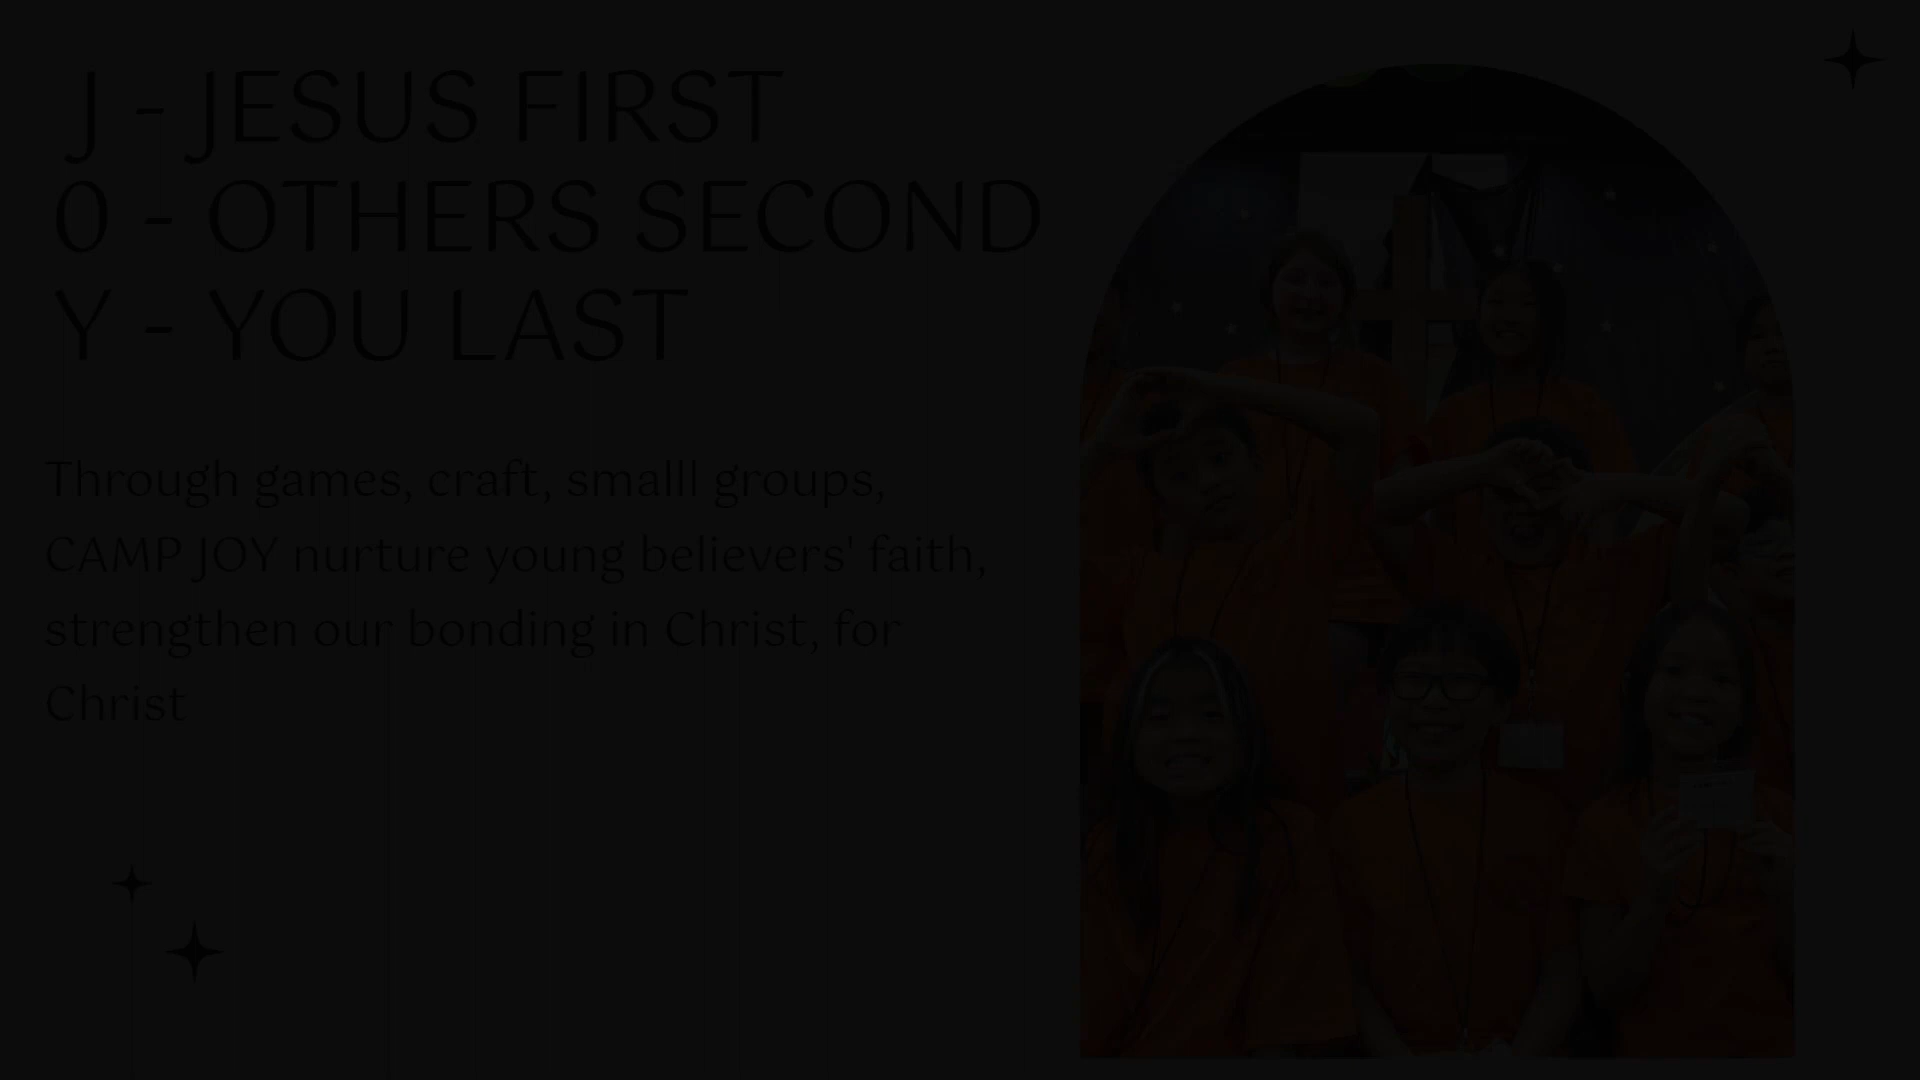 J - JESUS FIRST
0 - OTHERS SECOND
Y - YOU LAST
Through games, craft, smalll groups,
CAMP JOY nurture young believers' faith,
strengthen our bonding in Christ, for
Christ